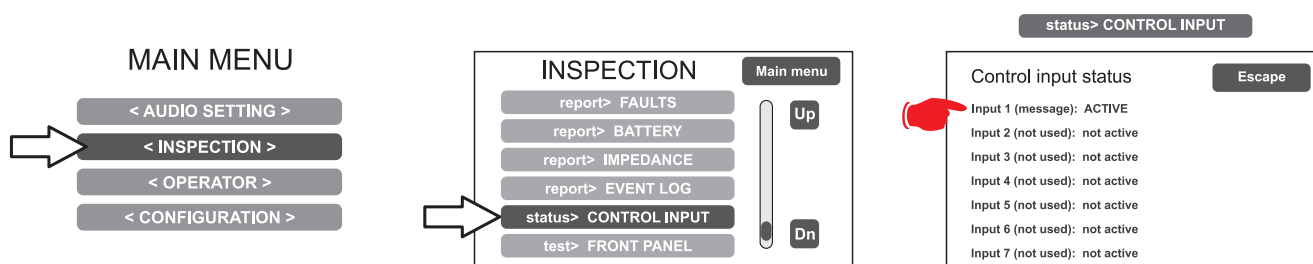 MAIN MENU
< AUDIO SETTING >
< INSPECTION >
< OPERATOR >
< CONFIGURATION >
INSPECTION
Main menu
report> FAULTS
report> BATTERY
report> IMPEDANCE
report> EVENT LOG
status> CONTROL INPUT
test> FRONT PANEL
Up
Dn
status> CONTROL INPUT
Control input status
Escape
Input 1 (message): ACTIVE
Input 2 (not used): not active
Input 3 (not used): not active
Input 4 (not used): not active
Input 5 (not used): not active
Input 6 (not used): not active
Input 7 (not used): not active